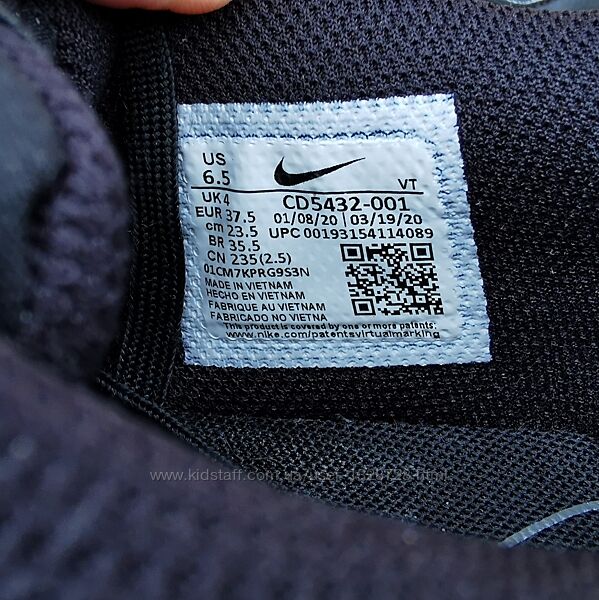 US
6.5
VT
UK 4
CD5432-001
EUR 37.5
01/08/20 | 03/19/20
cm 23.5
UPC 00193154114089
BR 35.5
CN 235(2.5)
01CM7KPRG9S3N
MADE IN VIETNAM
HECHO EN VIETNAM
FABRIQUE AU VIETNAM
FABRICADO NO VIETNA
This product is covered by one or more patents:
www.nike.com/patentsvirtualmarking